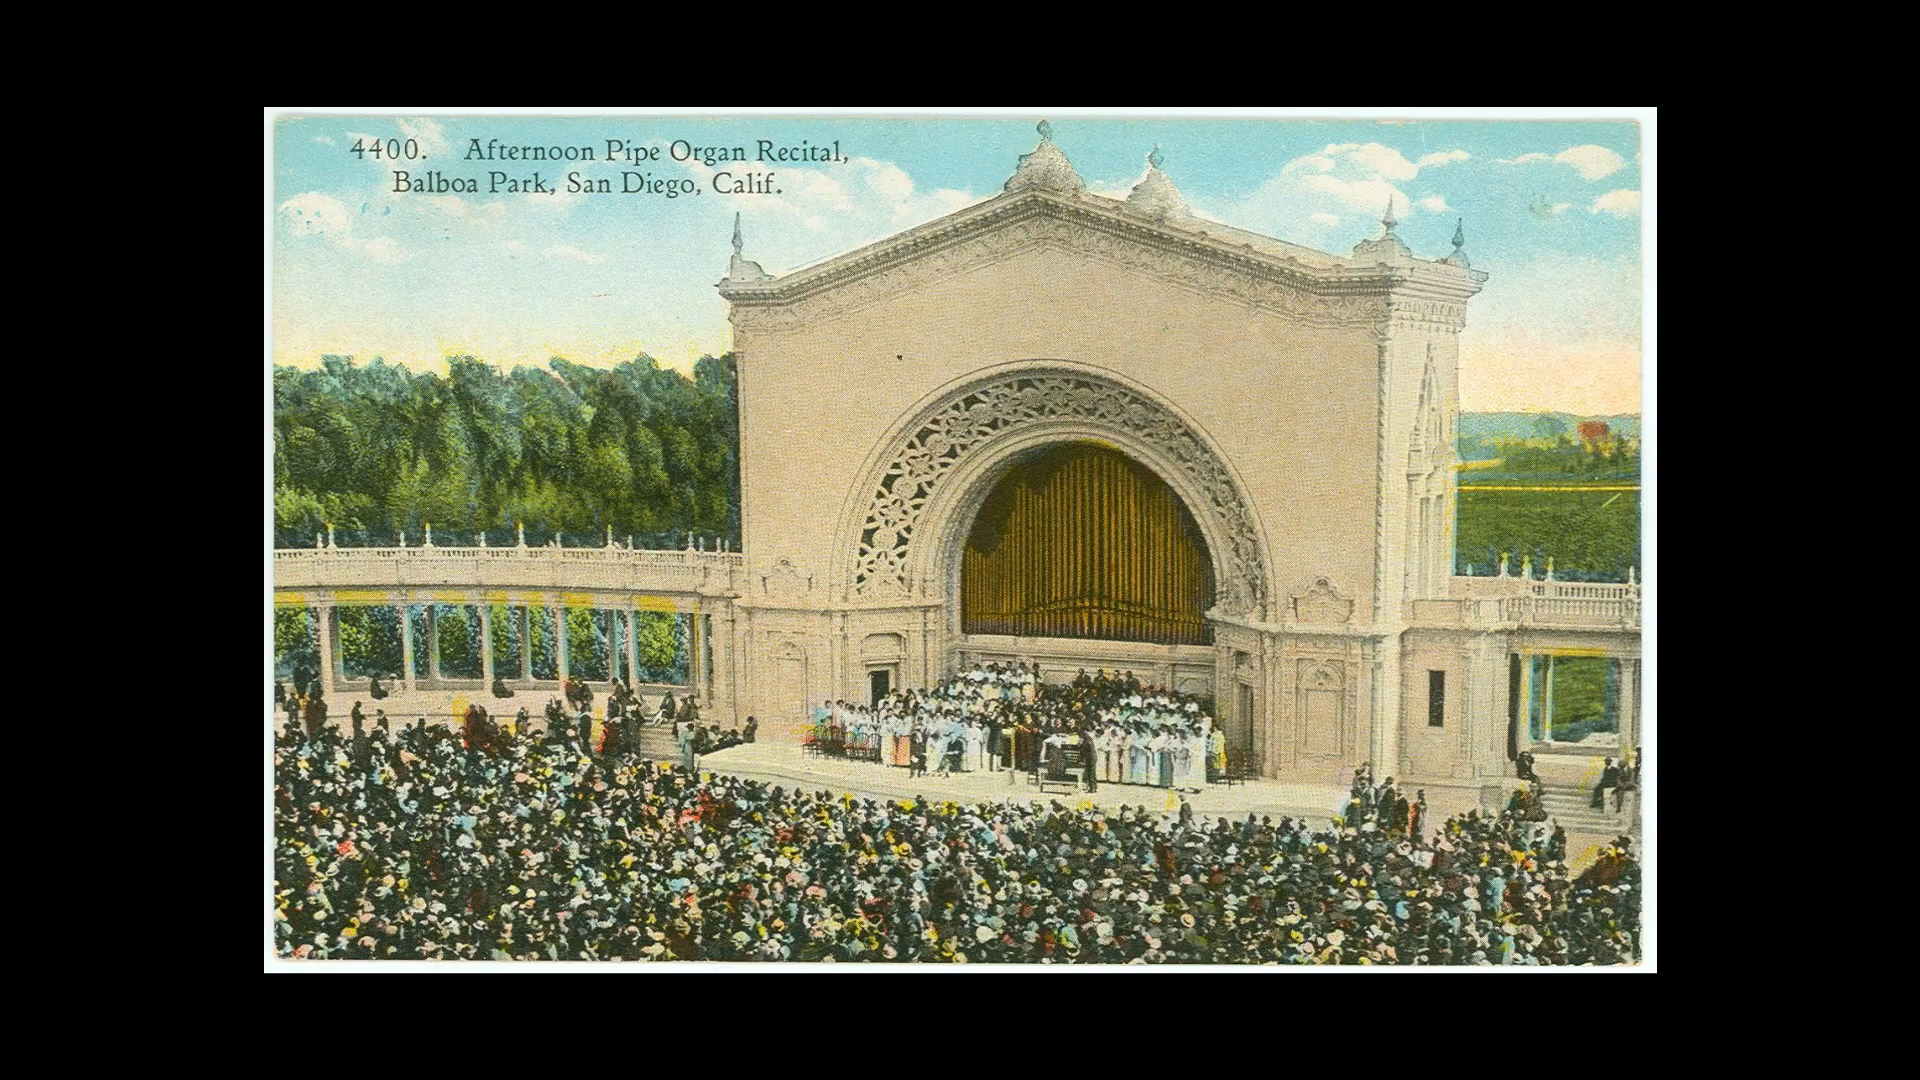 4400. Afternoon Pipe Organ Recital,
Balboa Park, San Diego, Calif.